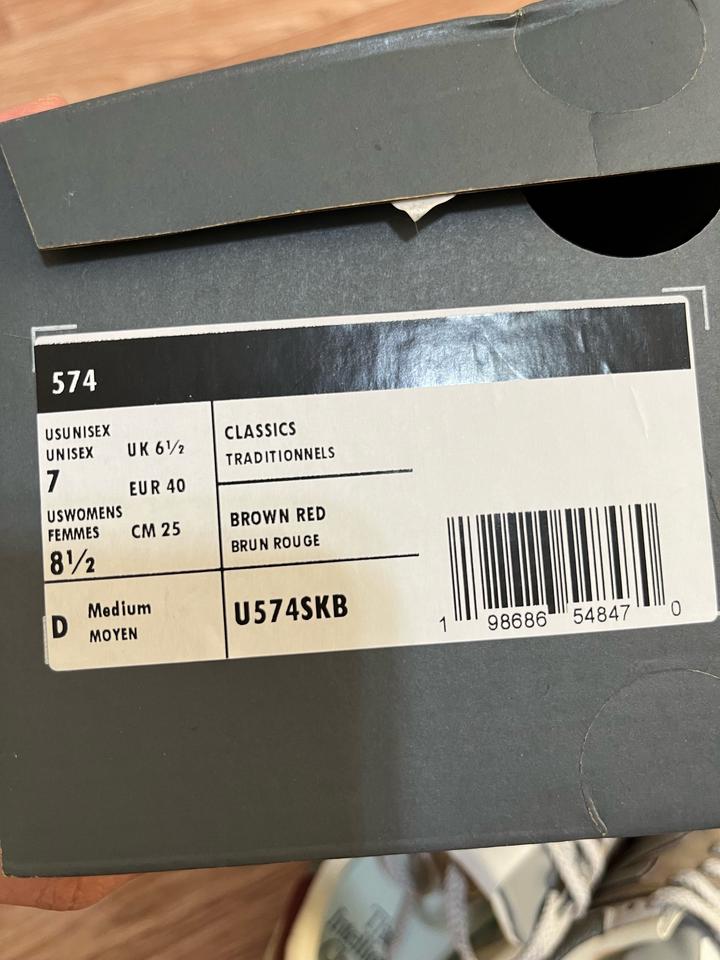 574
USUNISEX
UNISEX
7
UK 6½
EUR 40
USWOMENS
FEMMES
8½
CM 25
D Medium
MOYEN
CLASSICS
TRADITIONNELS
BROWN RED
BRUN ROUGE
U574SKB
1 98686 54847 0